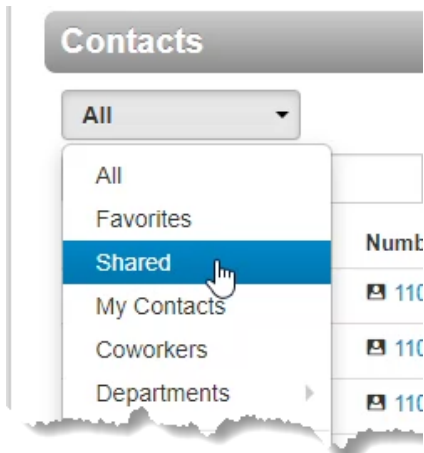 Contacts
All
All
Favorites
Shared
Numb
My Contacts
110
Coworkers
110
Departments
110